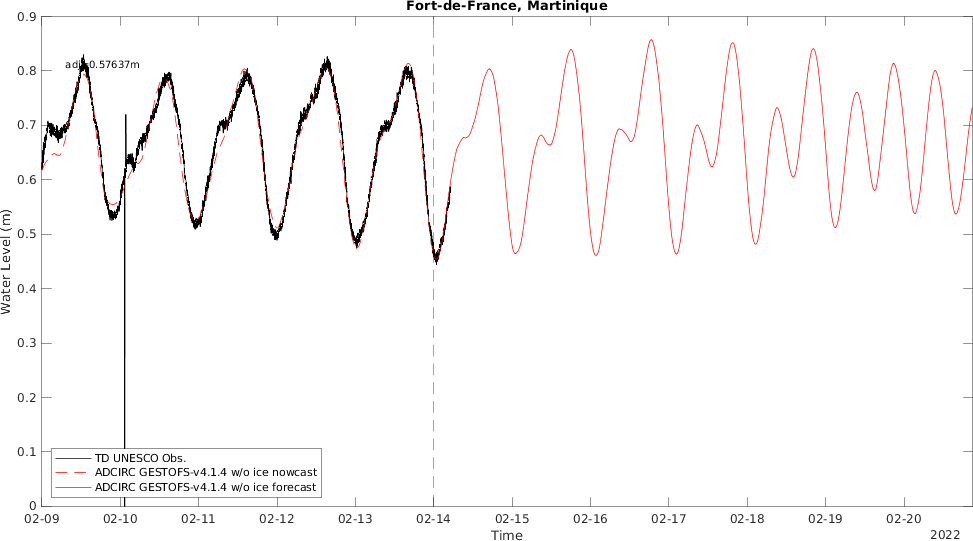 Fort-de-France, Martinique
0.9
0.8
0.7
0.6
0.5
0.4
0.3
0.2
0.1
0
Water Level (m)
0.57637m
TD UNESCO Obs.
ADCIRC GESTOFS-v4.1.4 w/o ice nowcast
ADCIRC GESTOFS-v4.1.4 w/o ice forecast
02-09 02-10 02-11 02-12 02-13 02-14 02-15 02-16 02-17 02-18 02-19 02-20
Time
2022